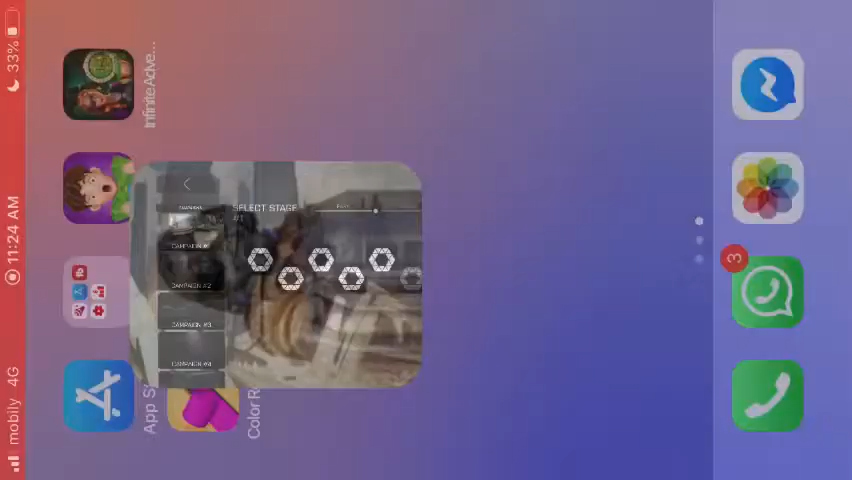 mobily 4G
11:24 AM
33%
Infinite Adve...
App S
Color R
3
SELECT STAGE
#1
CAMPAIGN #2
CAMPAIGN #3
CAMPAIGN #4